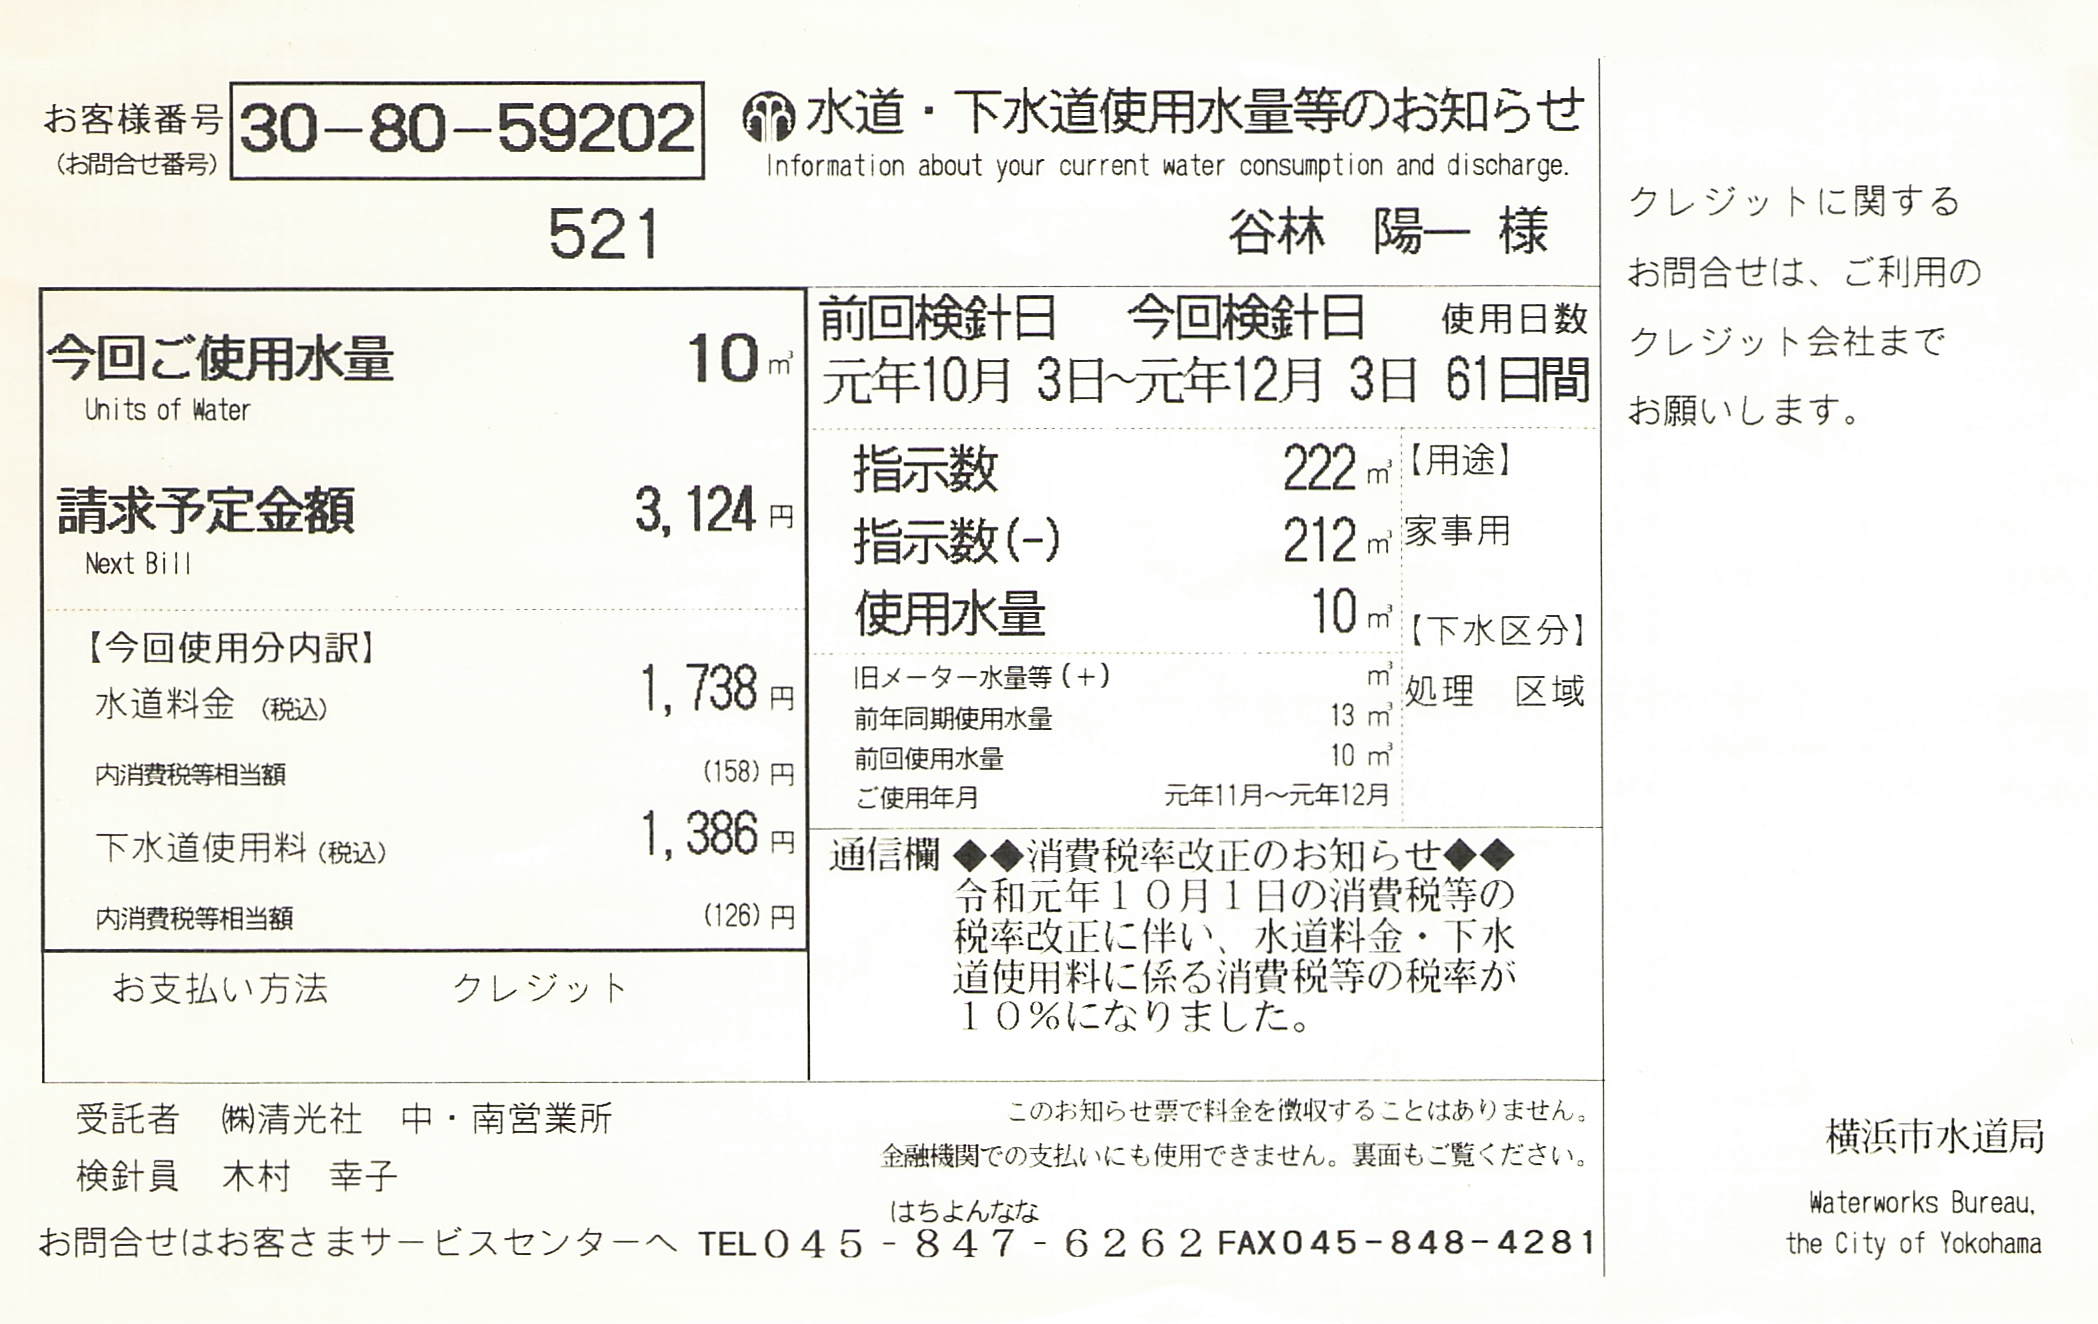 お客様番号
(お問合せ番号)
30-80-59202
水道・下水道使用水量等のお知らせ
Information about your current water consumption and discharge.
521
谷林 陽一 様
今回ご使用水量 10㎥
Units of Water
請求予定金額 3,124円
Next Bill
【今回使用分内訳】
水道料金 (税込) 1,738円
内消費税等相当額 (158)円
下水道使用料(税込) 1,386円
内消費税等相当額 (126)円
お支払い方法 クレジット
前回検針日 今回検針日 使用日数
元年10月 3日~元年12月 3日 61日間
指示数 222㎥
指示数(-) 212㎥
使用水量 10㎥
旧メーター水量等(+) ㎥
前年同期使用水量 13㎥
前回使用水量 10㎥
ご使用年月 元年11月~元年12月
【用途】
家事用
【下水区分】
処理 区域
通信欄 ◆◆消費税率改正のお知らせ◆◆
令和元年10月1日の消費税等の
税率改正に伴い、水道料金・下水
道使用料に係る消費税等の税率が
10%になりました。
受託者 ㈱清光社 中・南営業所
検針員 木村 幸子
このお知らせ票で料金を徴収することはありません。
金融機関での支払いにも使用できません。裏面もご覧ください。
はちよんなな
お問合せはお客さまサービスセンターへ TEL045-847-6262 FAX045-848-4281
クレジットに関する
お問合せは、ご利用の
クレジット会社まで
お願いします。
横浜市水道局
Waterworks Bureau,
the City of Yokohama